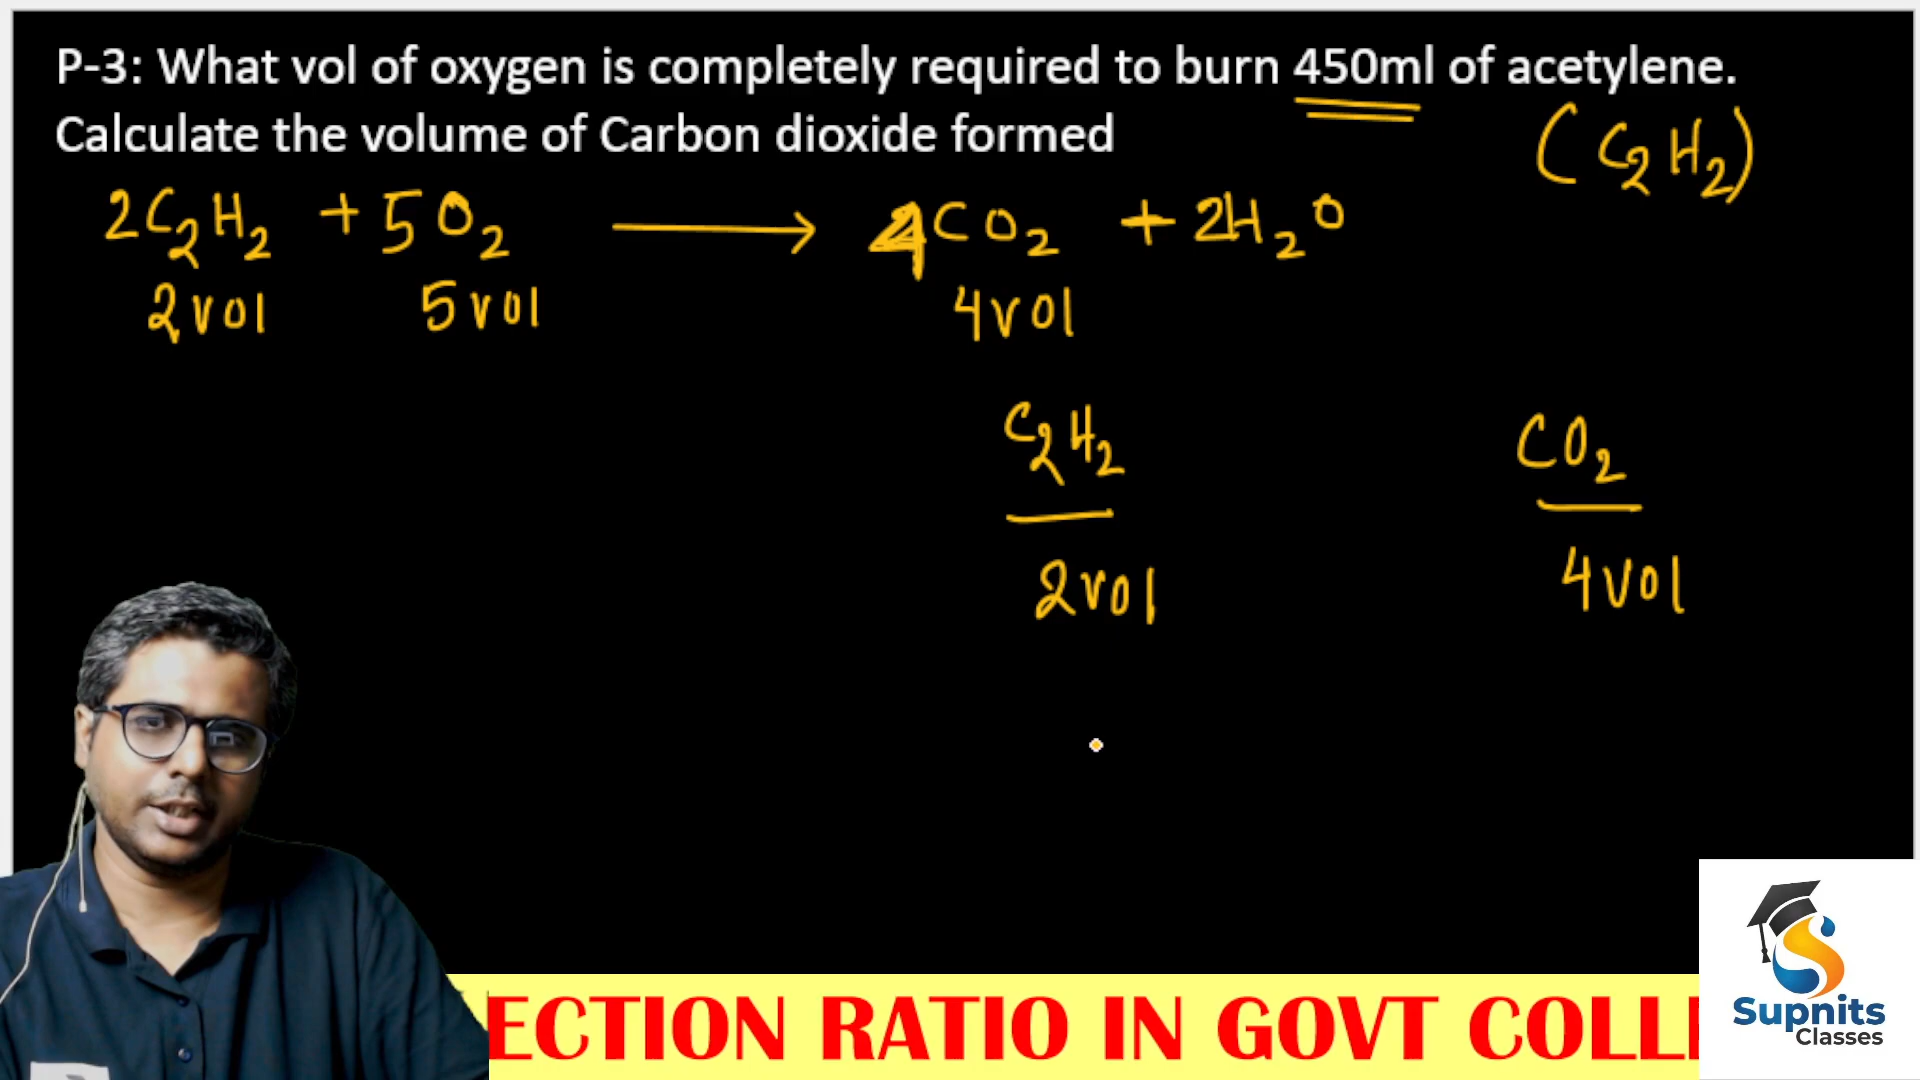 P-3: What vol of oxygen is completely required to burn 450ml of acetylene.
Calculate the volume of Carbon dioxide formed
(C₂H₂)
2C₂H₂ + 5O₂ ⟶ 4CO₂ + 2H₂O
2vol 5vol 4vol
C₂H₂ CO₂
2vol 4vol
ECTION RATIO IN GOVT COLL
Supnits
Classes